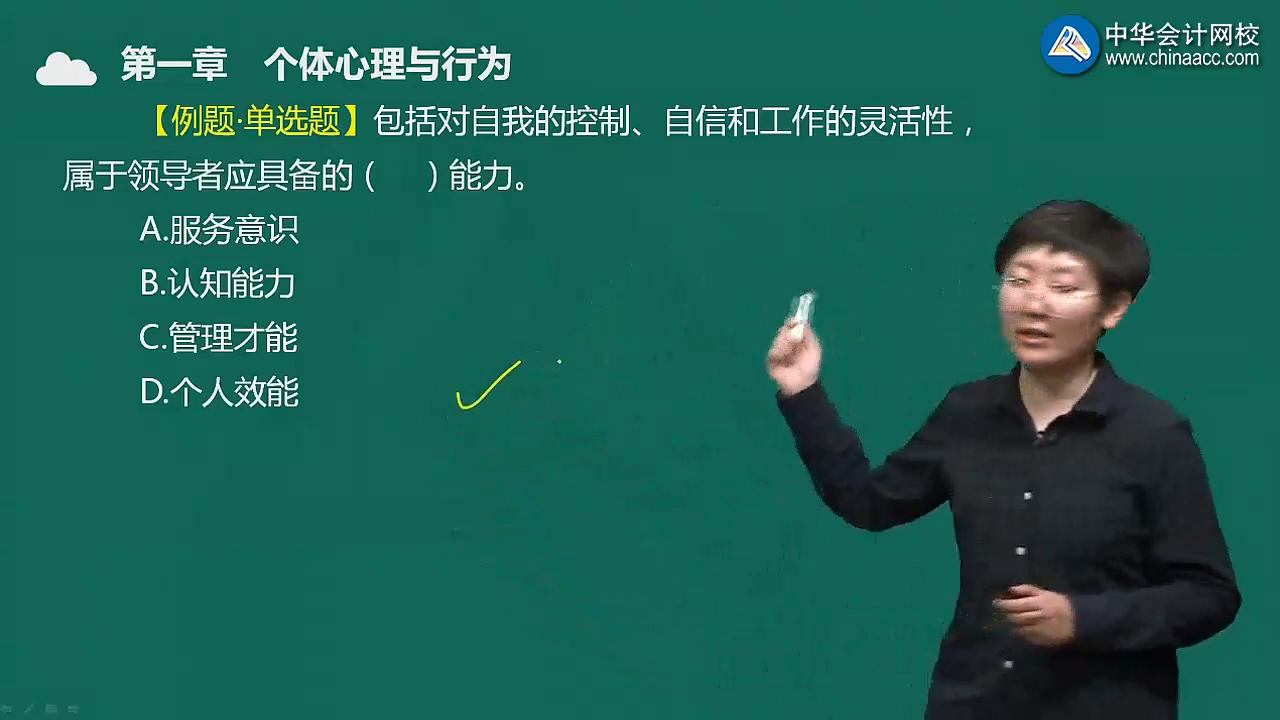 中华会计网校
www.chinaacc.com
第一章 个体心理与行为
【例题·单选题】包括对自我的控制、自信和工作的灵活性，
属于领导者应具备的（ ）能力。
A.服务意识
B.认知能力
C.管理才能
D.个人效能